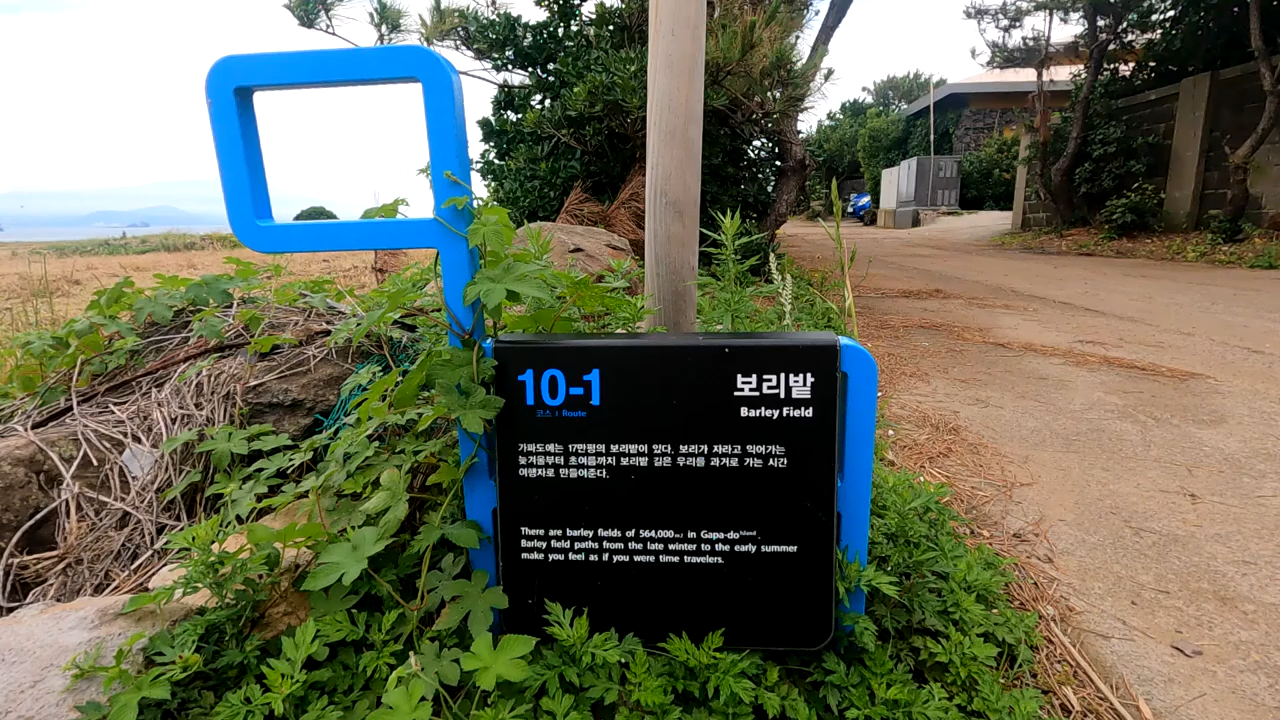 10-1
코스 | Route
보리밭
Barley Field
가파도에는 17만평의 보리밭이 있다. 보리가 자라고 익어가는
늦겨울부터 초여름까지 보리밭 길은 우리를 과거로 가는 시간
여행자로 만들어준다.
There are barley fields of 564,000m2 in Gapa-do Island.
Barley field paths from the late winter to the early summer
make you feel as if you were time travelers.